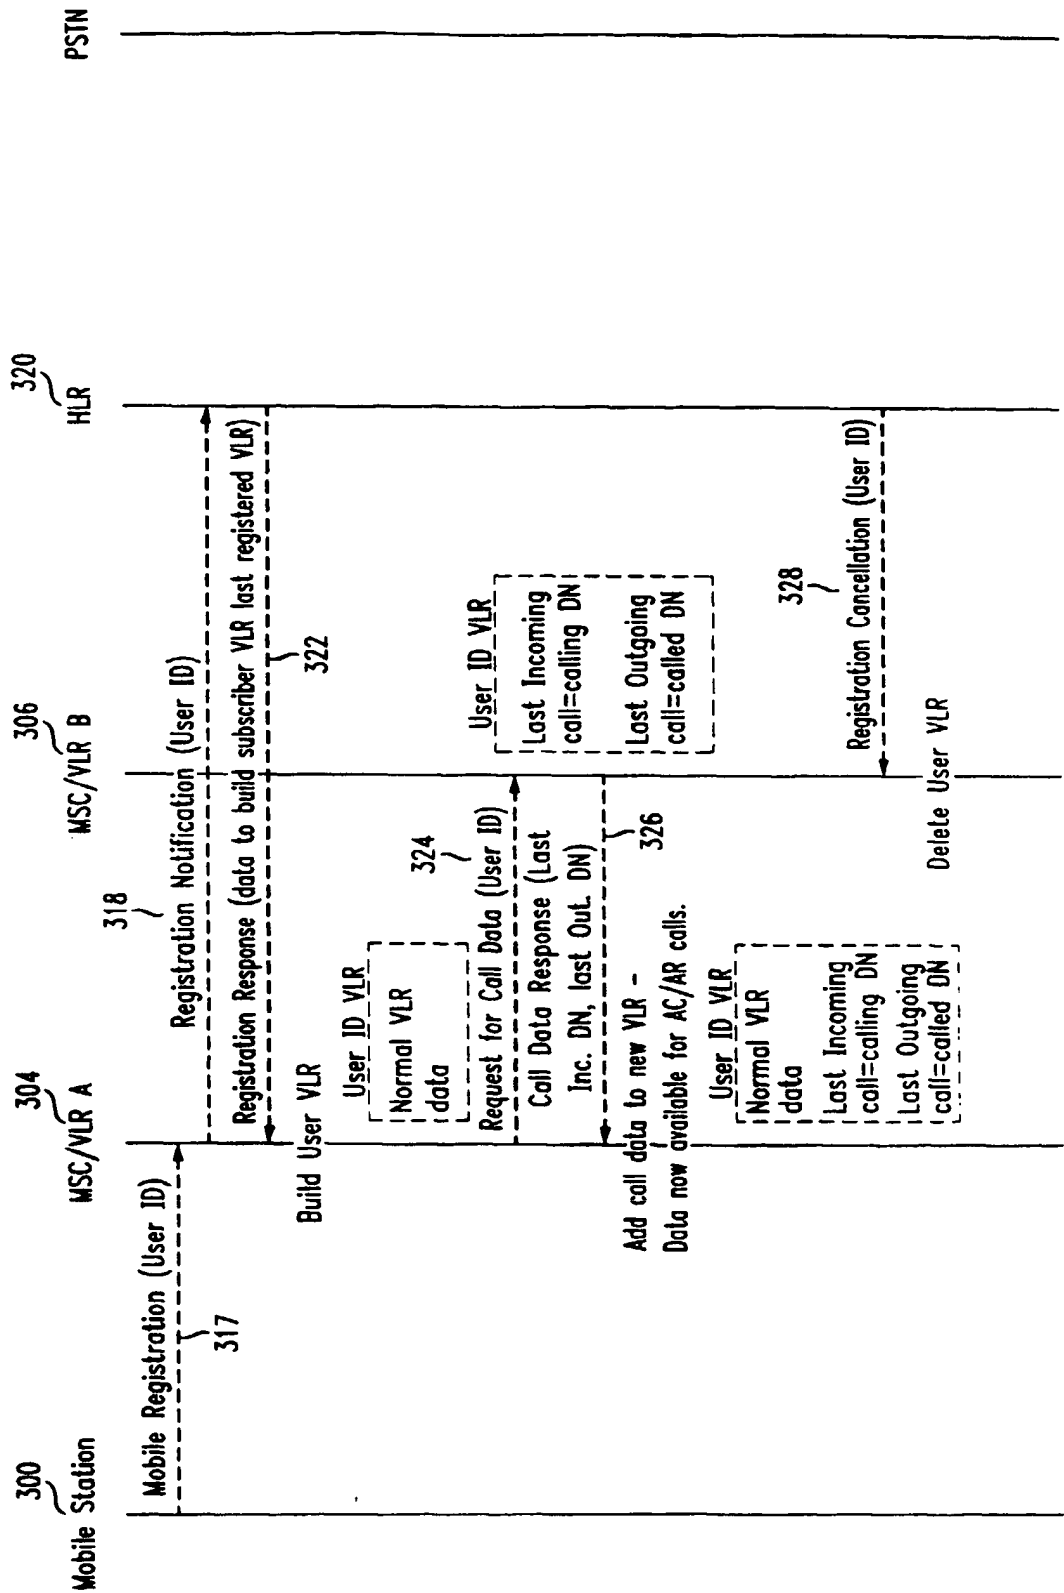 300
Mobile Station
304
MSC/VLR A
306
MSC/VLR B
320
HLR
PSTN
Mobile Registration (User ID)
317
318
Registration Notification (User ID)
Registration Response (data to build subscriber VLR last registered VLR)
322
Build User VLR
User ID VLR
Normal VLR
data
324
Request for Call Data (User ID)
User ID VLR
Last Incoming
call=calling DN
Last Outgoing
call=called DN
Call Data Response (Last
Inc. DN, last Out. DN)
326
Add call data to new VLR -
Data now available for AC/AR calls.
User ID VLR
Normal VLR
data
Last Incoming
call=calling DN
Last Outgoing
call=called DN
328
Registration Cancellation (User ID)
Delete User VLR